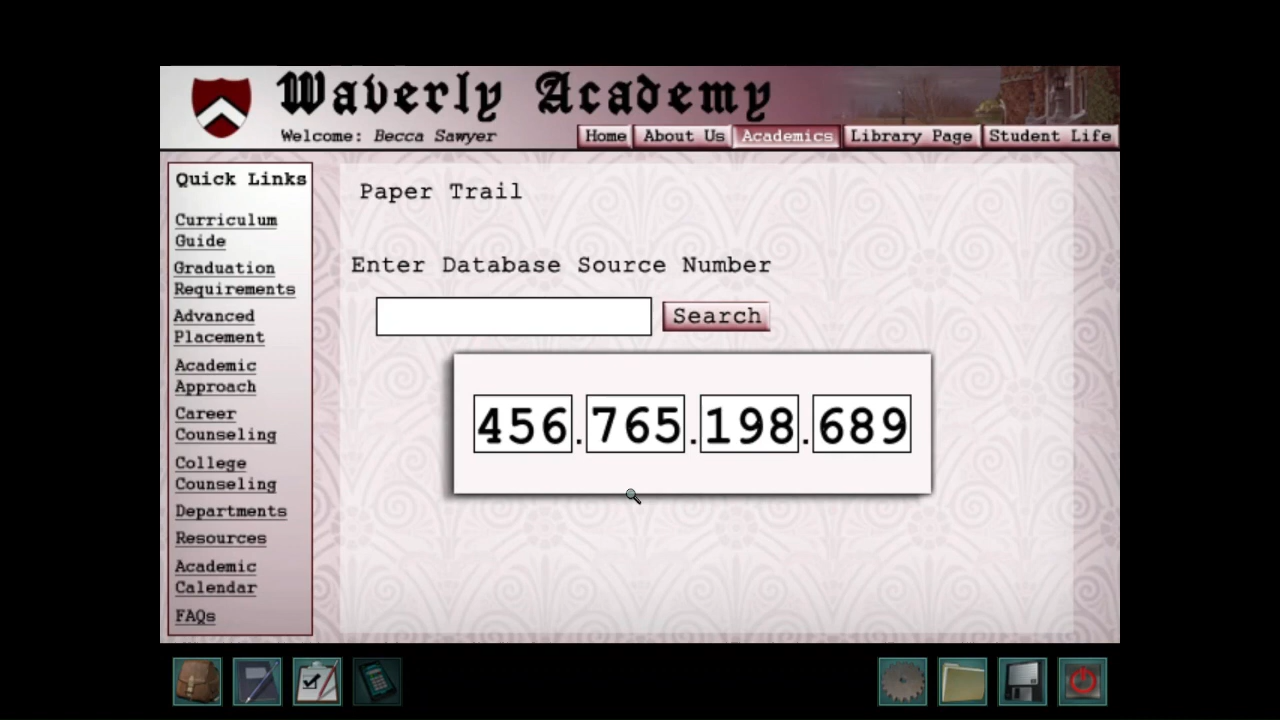 Waverly Academy
Welcome: Becca Sawyer
Home About Us Academics Library Page Student Life
Quick Links
Curriculum
Guide
Graduation
Requirements
Advanced
Placement
Academic
Approach
Career
Counseling
College
Counseling
Departments
Resources
Academic
Calendar
FAQs
Paper Trail
Enter Database Source Number
Search
456.765.198.689